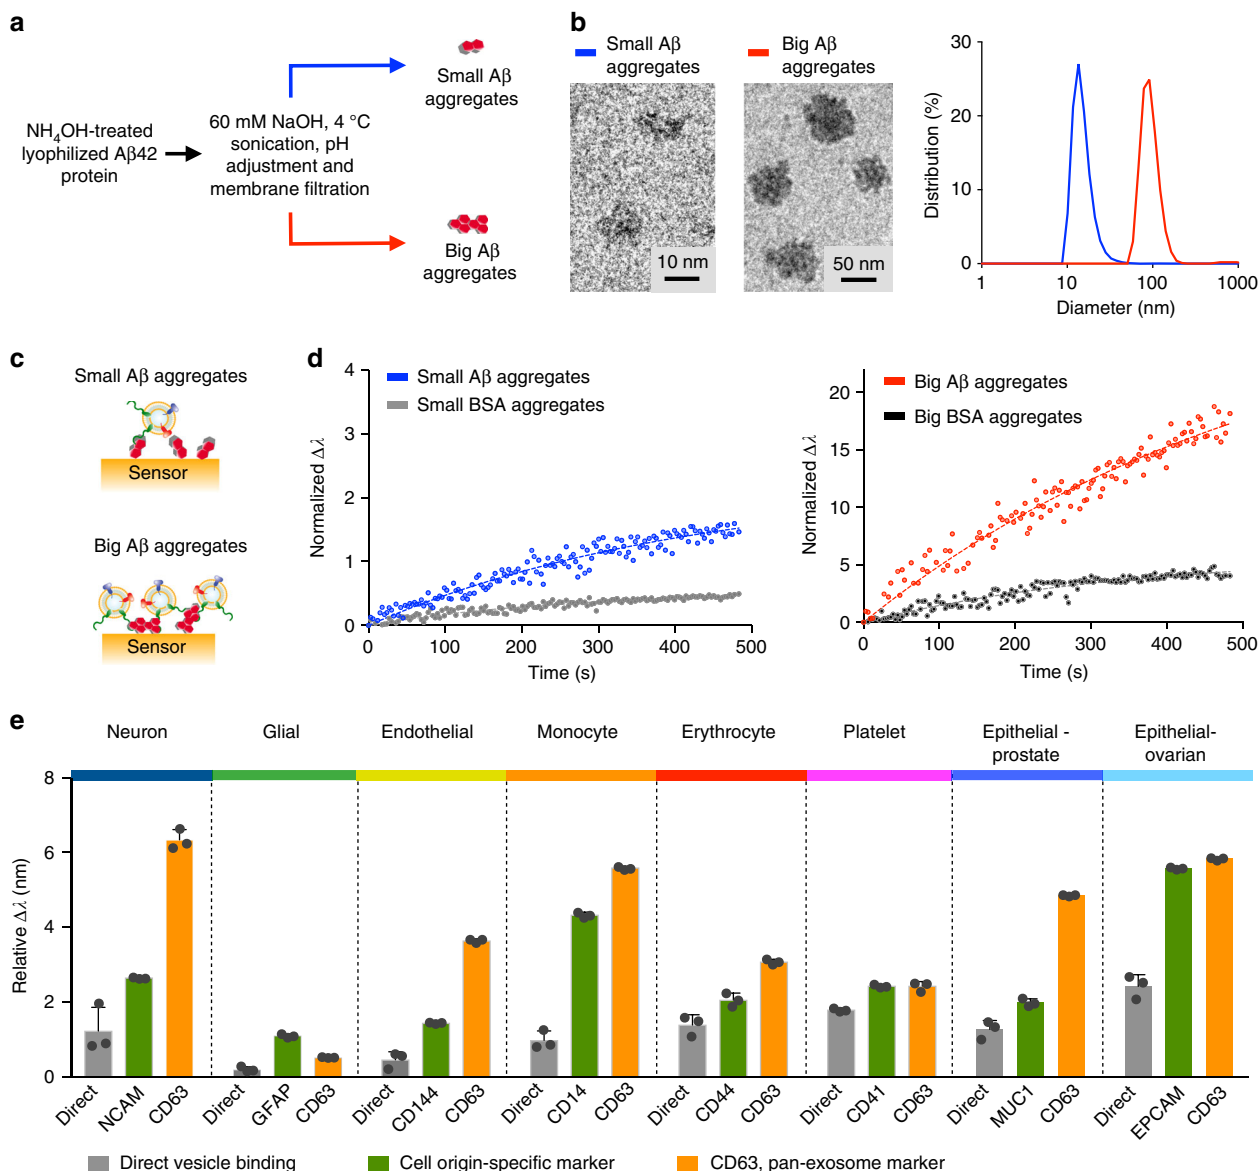 a
NH4OH-treated
lyophilized Aβ42
protein
60 mM NaOH, 4 °C
sonication, pH
adjustment and
membrane filtration
Small Aβ
aggregates
Big Aβ
aggregates
b
Small Aβ
aggregates
Big Aβ
aggregates
10 nm
50 nm
Distribution (%)
30
20
10
0
1
10
100
1000
Diameter (nm)
c
Small Aβ aggregates
Sensor
Big Aβ aggregates
Sensor
d
Normalized Δλ
4
3
2
1
0
Small Aβ aggregates
Small BSA aggregates
0
100
200
300
400
500
Time (s)
Normalized Δλ
20
15
10
5
0
Big Aβ aggregates
Big BSA aggregates
0
100
200
300
400
500
Time (s)
e
Neuron
Glial
Endothelial
Monocyte
Erythrocyte
Platelet
Epithelial -
prostate
Epithelial-
ovarian
Relative Δλ (nm)
8
6
4
2
0
Direct
NCAM
CD63
Direct
GFAP
CD63
Direct
CD144
CD63
Direct
CD14
CD63
Direct
CD44
CD63
Direct
CD41
CD63
Direct
MUC1
CD63
Direct
EPCAM
CD63
Direct vesicle binding
Cell origin-specific marker
CD63, pan-exosome marker